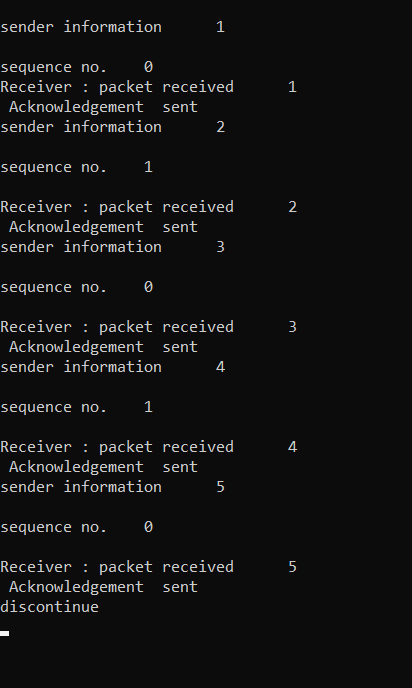 sender information      1
sequence no.    0
Receiver : packet received      1
 Acknowledgement  sent
sender information      2
sequence no.    1
Receiver : packet received      2
 Acknowledgement  sent
sender information      3
sequence no.    0
Receiver : packet received      3
 Acknowledgement  sent
sender information      4
sequence no.    1
Receiver : packet received      4
 Acknowledgement  sent
sender information      5
sequence no.    0
Receiver : packet received      5
 Acknowledgement  sent
discontinue